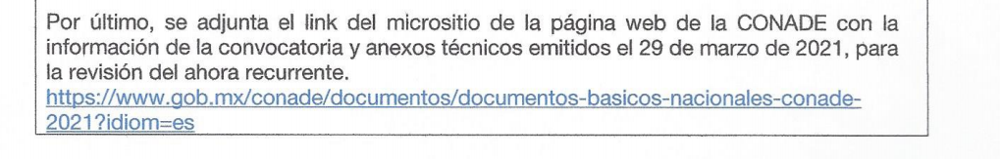 Por último, se adjunta el link del micrositio de la página web de la CONADE con la
información de la convocatoria y anexos técnicos emitidos el 29 de marzo de 2021, para
la revisión del ahora recurrente.
https://www.gob.mx/conade/documentos/documentos-basicos-nacionales-conade-
2021?idiom=es